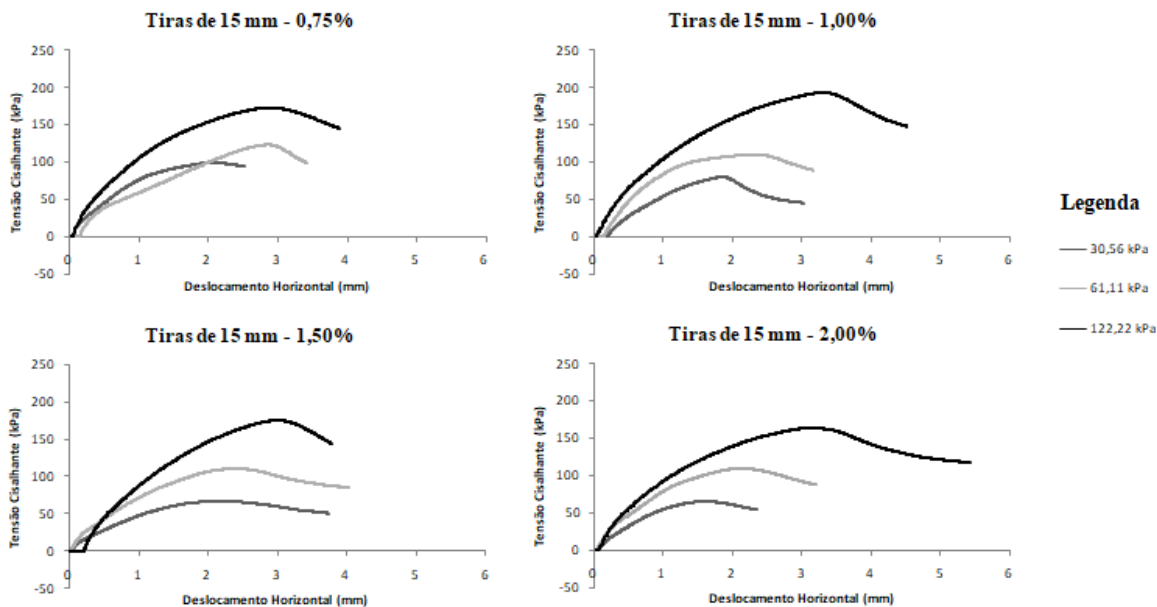 Tiras de 15 mm - 0,75%
Tensão Cisalhante (kPa)
250
200
150
100
50
0
-50
0 1 2 3 4 5 6
Deslocamento Horizontal (mm)
Tiras de 15 mm - 1,00%
Tensão Cisalhante (kPa)
250
200
150
100
50
0
-50
0 1 2 3 4 5 6
Deslocamento Horizontal (mm)
Tiras de 15 mm - 1,50%
Tensão Cisalhante (kPa)
250
200
150
100
50
0
-50
0 1 2 3 4 5 6
Deslocamento Horizontal (mm)
Tiras de 15 mm - 2,00%
Tensão Cisalhante (kPa)
250
200
150
100
50
0
-50
0 1 2 3 4 5 6
Deslocamento Horizontal (mm)
Legenda
30,56 kPa
61,11 kPa
122,22 kPa